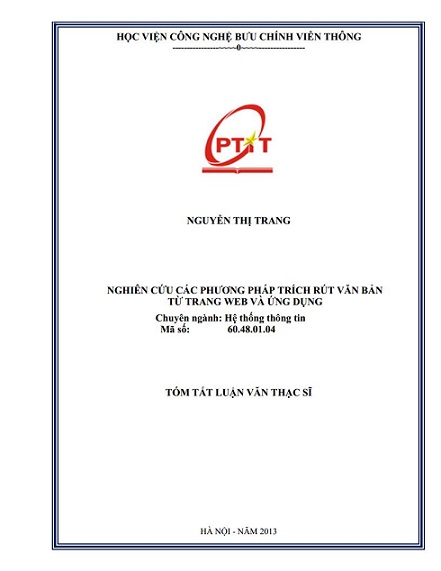 HỌC VIỆN CÔNG NGHỆ BƯU CHÍNH VIỄN THÔNG
-----------------~~~~0~~~~-----------------
PTIT
NGUYỄN THỊ TRANG
NGHIÊN CỨU CÁC PHƯƠNG PHÁP TRÍCH RÚT VĂN BẢN
TỪ TRANG WEB VÀ ỨNG DỤNG
Chuyên ngành: Hệ thống thông tin
Mã số: 60.48.01.04
TÓM TẮT LUẬN VĂN THẠC SĨ
HÀ NỘI - NĂM 2013